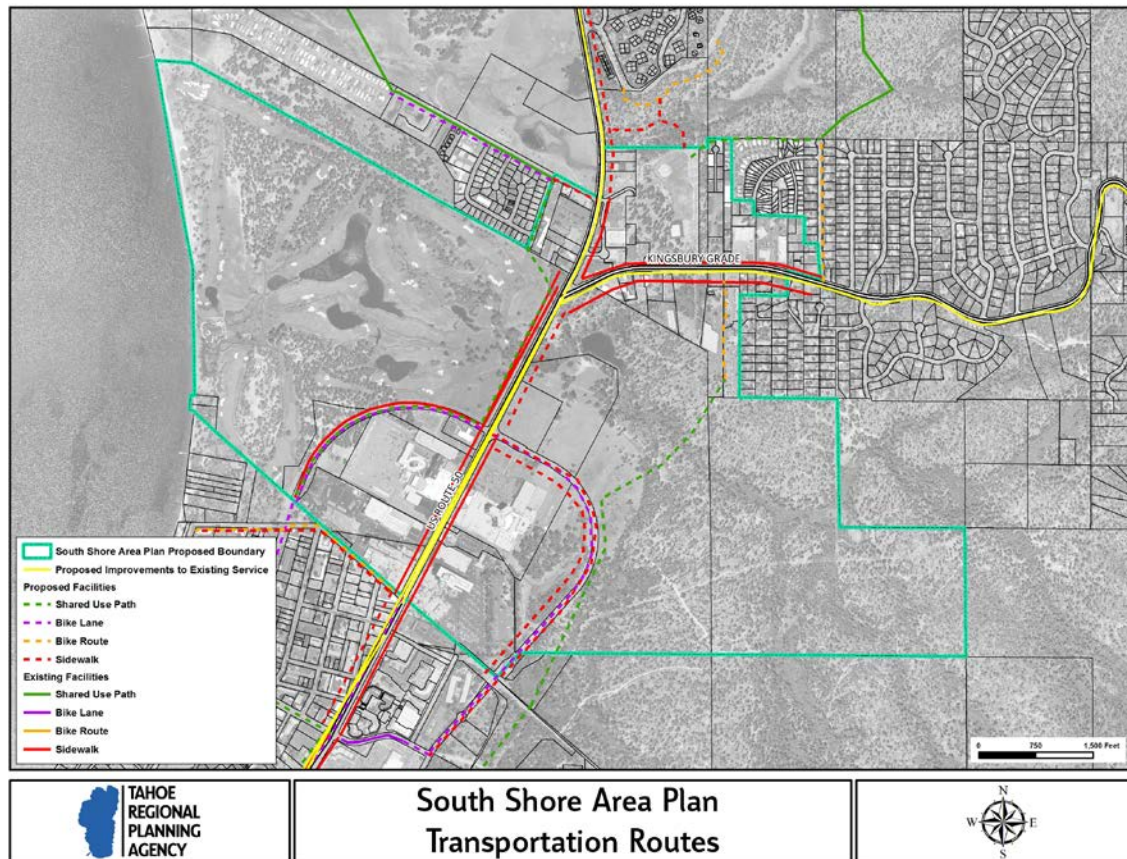 KINGSBURY GRADE
US ROUTE 50
South Shore Area Plan Proposed Boundary
Proposed Improvements to Existing Service
Proposed Facilities
Shared Use Path
Bike Lane
Bike Route
Sidewalk
Existing Facilities
Shared Use Path
Bike Lane
Bike Route
Sidewalk
0 750 1,500 Feet
TAHOE
REGIONAL
PLANNING
AGENCY
South Shore Area Plan
Transportation Routes
N
W E
S